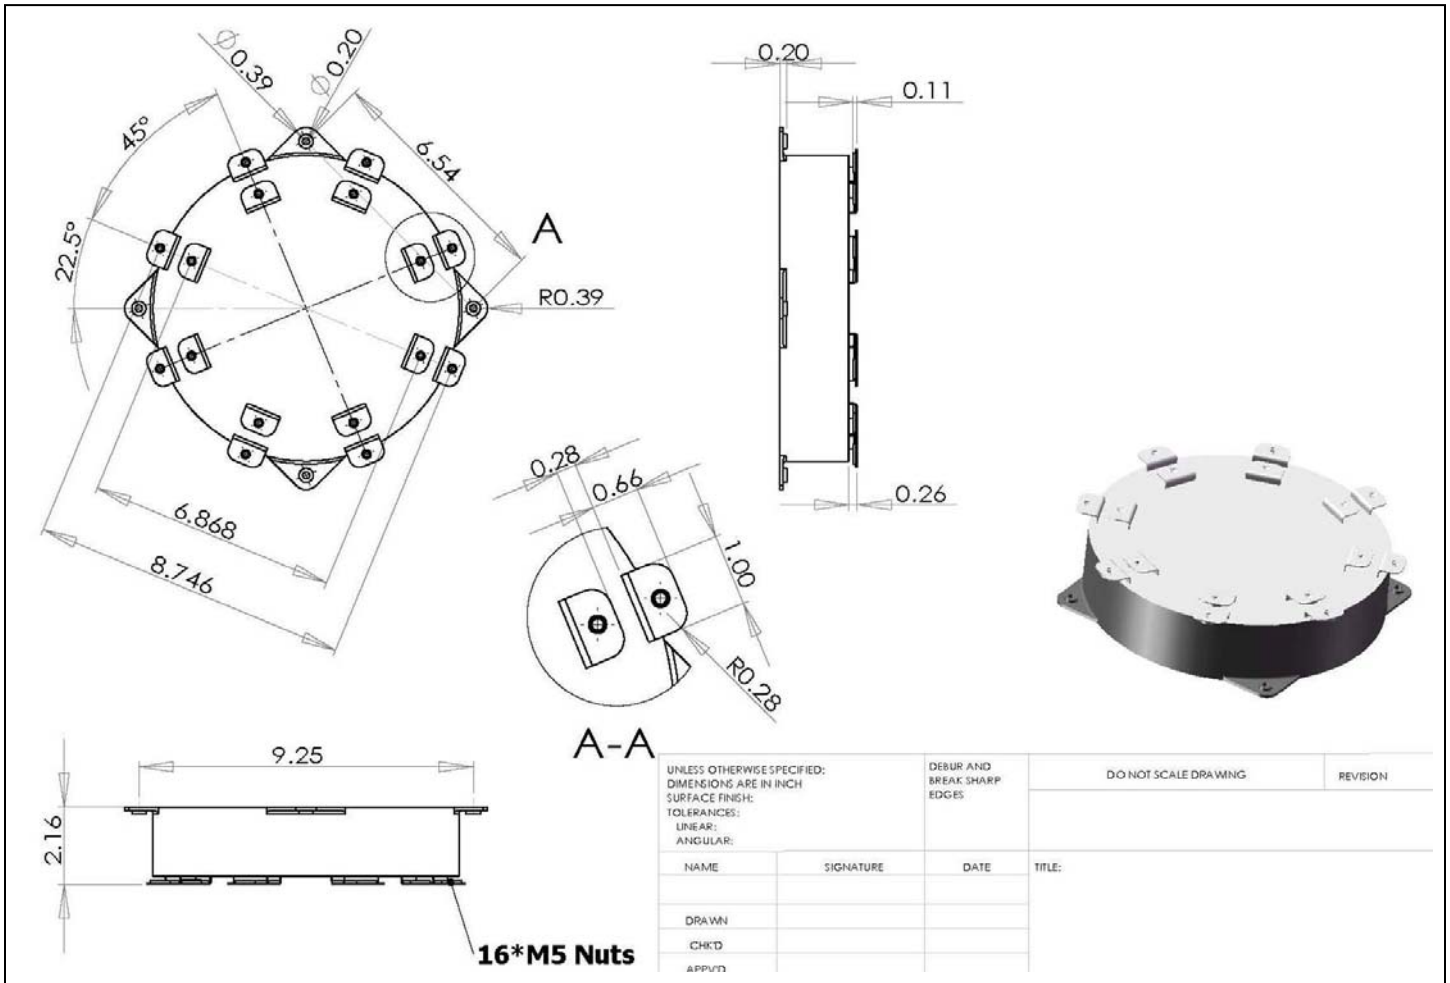 ∅0.39
∅0.20
45°
6.54
22.5°
A
R0.39
6.868
8.746
0.20
0.11
0.26
0.28
0.66
1.00
R0.28
A-A
9.25
2.16
16*M5 Nuts
UNLESS OTHERWISE SPECIFIED:
DIMENSIONS ARE IN INCH
SURFACE FINISH:
TOLERANCES:
LINEAR:
ANGULAR:
DEBUR AND
BREAK SHARP
EDGES
DO NOT SCALE DRAWING
REVISION
NAME
SIGNATURE
DATE
TITLE:
DRAWN
CHK'D
APPV'D